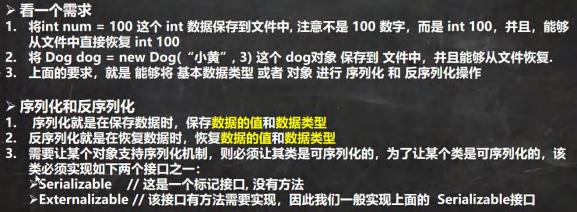 ➢ 看一个需求
1. 将int num = 100 这个 int 数据保存到文件中, 注意不是 100 数字，而是 int 100，并且，能够
从文件中直接恢复 int 100
2. 将 Dog dog = new Dog(“小黄”, 3) 这个 dog对象 保存到 文件中，并且能够从文件恢复.
3. 上面的要求，就是 能够将 基本数据类型 或者 对象 进行 序列化 和 反序列化操作
➢ 序列化和反序列化
1. 序列化就是在保存数据时，保存数据的值和数据类型
2. 反序列化就是在恢复数据时，恢复数据的值和数据类型
3. 需要让某个对象支持序列化机制，则必须让其类是可序列化的，为了让某个类是可序列化的，该
类必须实现如下两个接口之一：
➢Serializable // 这是一个标记接口, 没有方法
➢Externalizable // 该接口有方法需要实现，因此我们一般实现上面的 Serializable接口